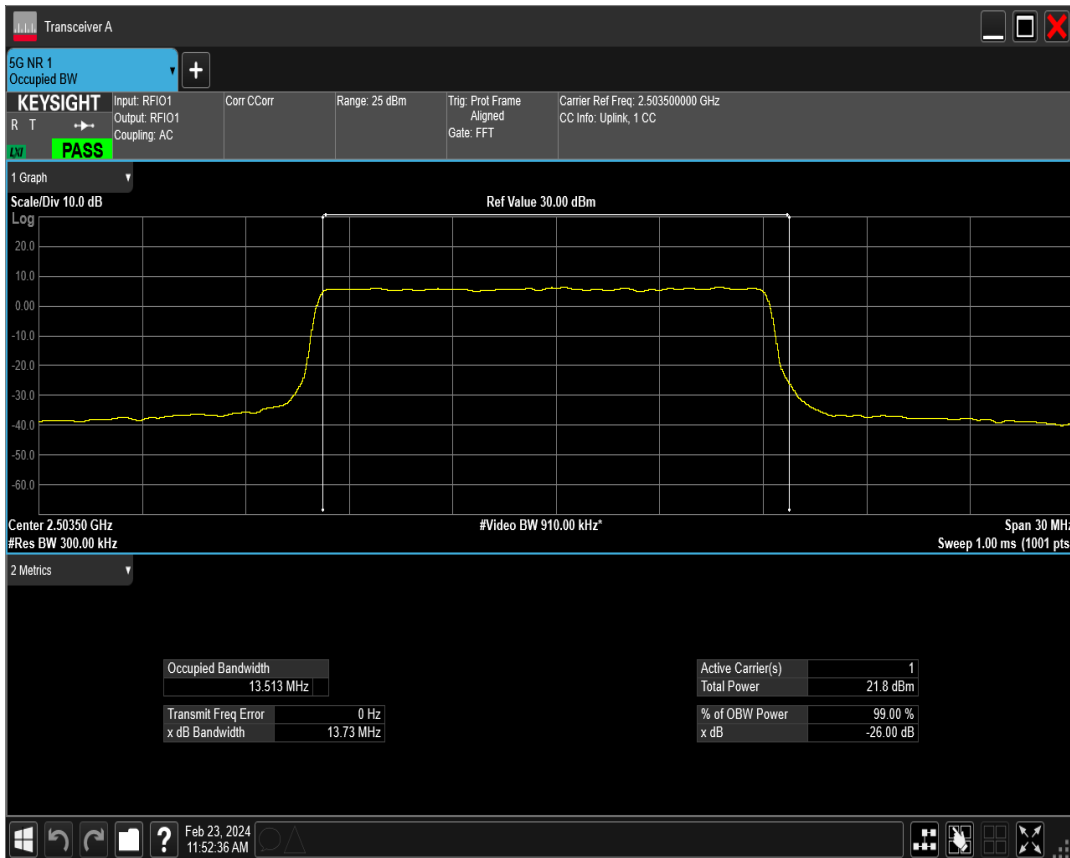 Transceiver A
5G NR 1
Occupied BW
+
KEYSIGHT
R T
LXI
PASS
Input: RFIO1
Output: RFIO1
Coupling: AC
Corr CCorr
Range: 25 dBm
Trig: Prot Frame
Aligned
Gate: FFT
Carrier Ref Freq: 2.503500000 GHz
CC Info: Uplink, 1 CC
1 Graph
Scale/Div 10.0 dB
Ref Value 30.00 dBm
Log
20.0
10.0
0.00
-10.0
-20.0
-30.0
-40.0
-50.0
-60.0
Center 2.50350 GHz
#Video BW 910.00 kHz*
Span 30 MHz
#Res BW 300.00 kHz
Sweep 1.00 ms (1001 pts
2 Metrics
Occupied Bandwidth
13.513 MHz
Transmit Freq Error 0 Hz
x dB Bandwidth 13.73 MHz
Active Carrier(s) 1
Total Power 21.8 dBm
% of OBW Power 99.00 %
x dB -26.00 dB
?
Feb 23, 2024
11:52:36 AM